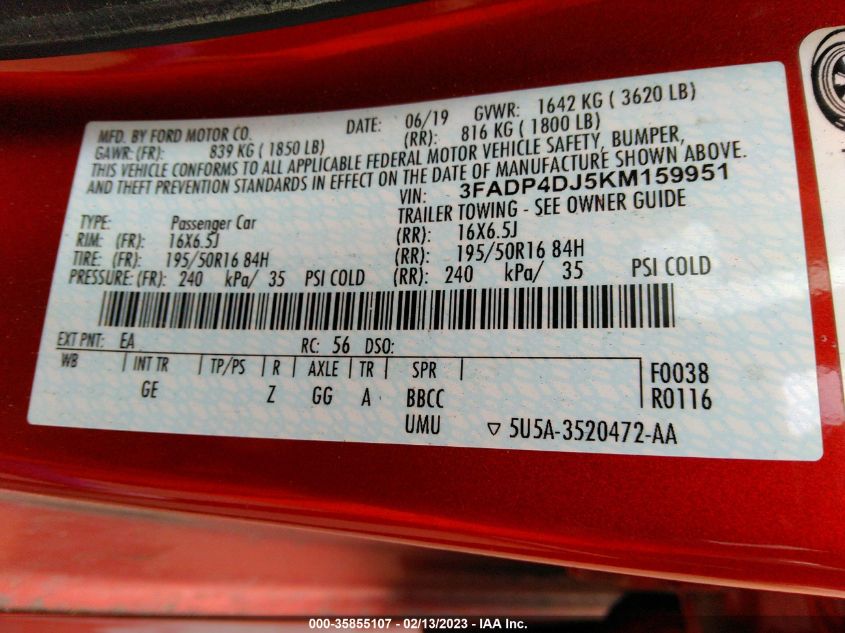 MFD. BY FORD MOTOR CO. DATE: 06/19 GVWR: 1642 KG ( 3620 LB)
GAWR: (FR): 839 KG ( 1850 LB) (RR): 816 KG ( 1800 LB)
THIS VEHICLE CONFORMS TO ALL APPLICABLE FEDERAL MOTOR VEHICLE SAFETY, BUMPER,
AND THEFT PREVENTION STANDARDS IN EFFECT ON THE DATE OF MANUFACTURE SHOWN ABOVE.
VIN: 3FADP4DJ5KM159951
TYPE: Passenger Car TRAILER TOWING - SEE OWNER GUIDE
RIM: (FR): 16X6.5J (RR): 16X6.5J
TIRE: (FR): 195/50R16 84H (RR): 195/50R16 84H
PRESSURE: (FR): 240 kPa/ 35 PSI COLD (RR): 240 kPa/ 35 PSI COLD
EXT PNT: EA RC: 56 DSO:
WB INT TR TP/PS R AXLE TR SPR F0038
GE Z GG A BBCC R0116
UMU ▽ 5U5A-3520472-AA
000-35855107 - 02/13/2023 - IAA Inc.